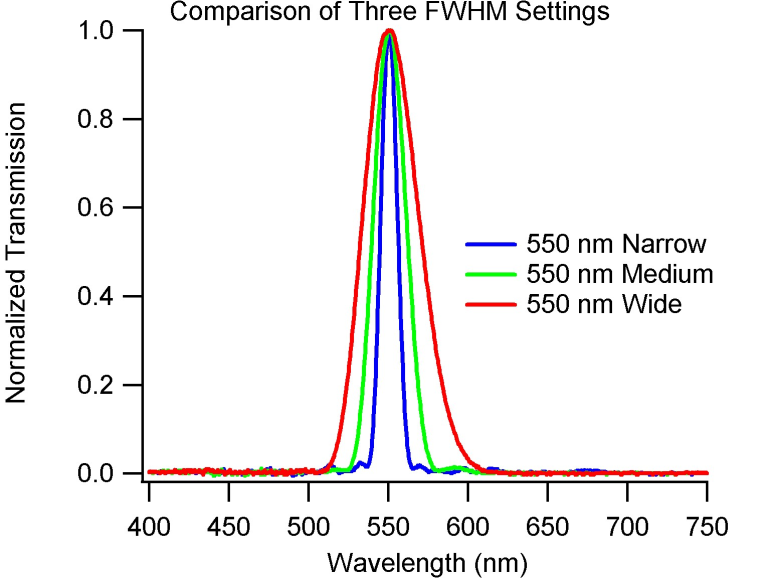 Comparison of Three FWHM Settings
Normalized Transmission
1.0
0.8
0.6
0.4
0.2
0.0
550 nm Narrow
550 nm Medium
550 nm Wide
400 450 500 550 600 650 700 750
Wavelength (nm)